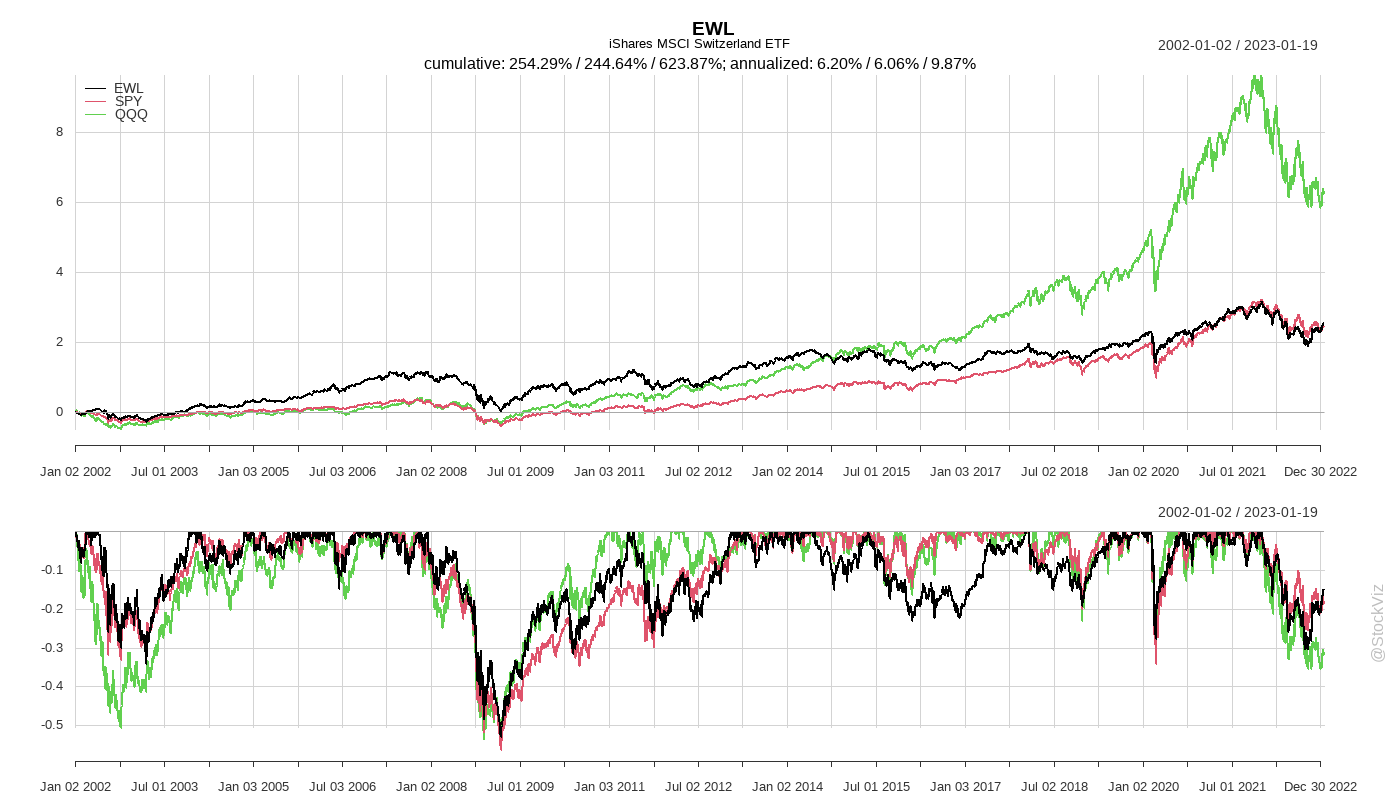 EWL
iShares MSCI Switzerland ETF
2002-01-02 / 2023-01-19
cumulative: 254.29% / 244.64% / 623.87%; annualized: 6.20% / 6.06% / 9.87%
EWL
SPY
QQQ
8
6
4
2
0
Jan 02 2002 Jul 01 2003 Jan 03 2005 Jul 03 2006 Jan 02 2008 Jul 01 2009 Jan 03 2011 Jul 02 2012 Jan 02 2014 Jul 01 2015 Jan 03 2017 Jul 02 2018 Jan 02 2020 Jul 01 2021 Dec 30 2022
2002-01-02 / 2023-01-19
-0.1
-0.2
-0.3
-0.4
-0.5
Jan 02 2002 Jul 01 2003 Jan 03 2005 Jul 03 2006 Jan 02 2008 Jul 01 2009 Jan 03 2011 Jul 02 2012 Jan 02 2014 Jul 01 2015 Jan 03 2017 Jul 02 2018 Jan 02 2020 Jul 01 2021 Dec 30 2022
@StockViz